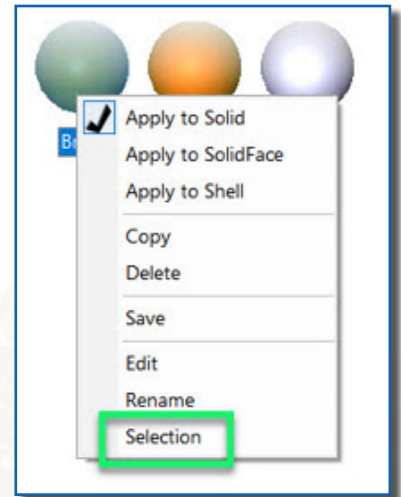 Apply to Solid
Apply to SolidFace
Apply to Shell
Copy
Delete
Save
Edit
Rename
Selection